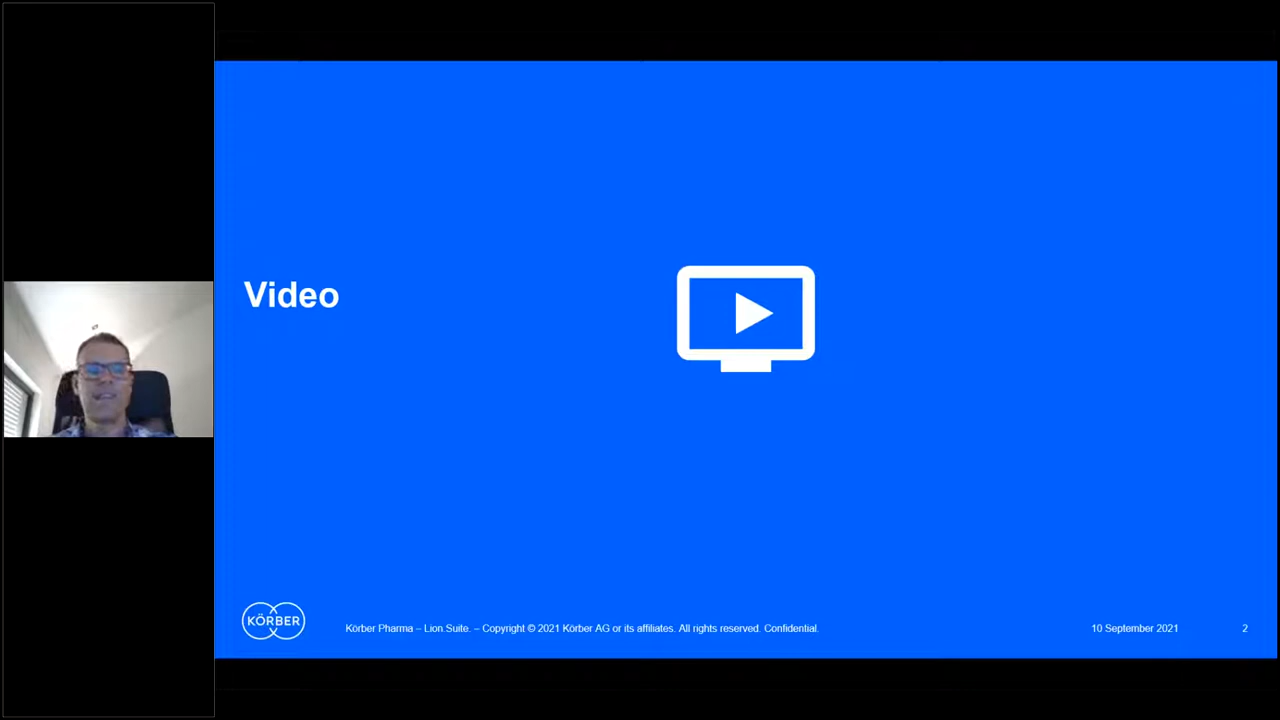 Video
KÖRBER
Körber Pharma – Lion.Suite. – Copyright © 2021 Körber AG or its affiliates. All rights reserved. Confidential.
10 September 2021
2